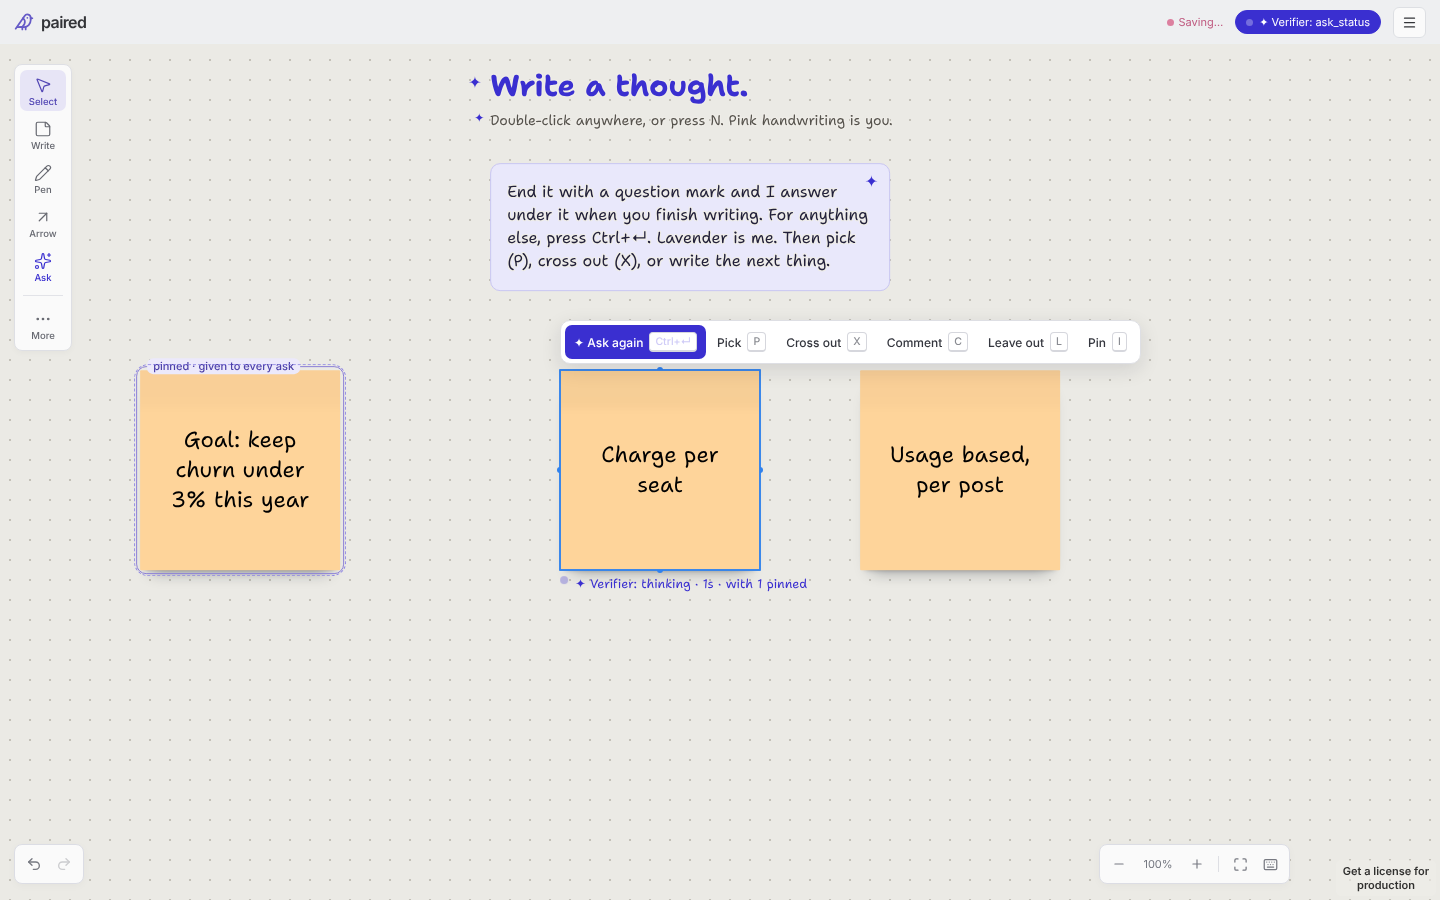 paired
Saving...
✦ Verifier: ask_status
Select
Write
Pen
Arrow
Ask
More
✦ Write a thought.
✦ Double-click anywhere, or press N. Pink handwriting is you.
✦
End it with a question mark and I answer
under it when you finish writing. For anything
else, press Ctrl+↵. Lavender is me. Then pick
(P), cross out (X), or write the next thing.
✦ Ask again Ctrl+↵ Pick P Cross out X Comment C Leave out L Pin I
pinned · given to every ask
Goal: keep
churn under
3% this year
Charge per
seat
Usage based,
per post
✦ Verifier: thinking · 1s · with 1 pinned
100%
Get a license for
production